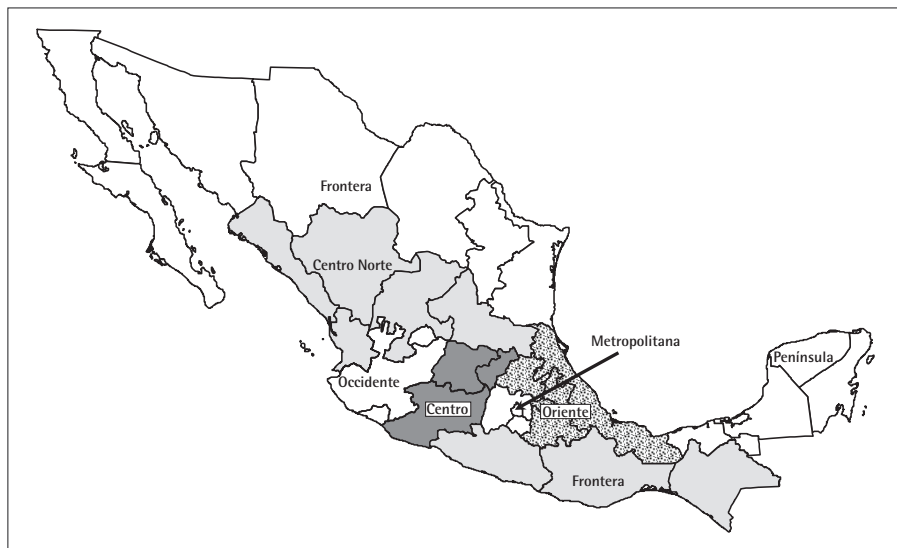 Frontera
Centro Norte
Metropolitana
Península
Occidente
Centro
Oriente
Frontera